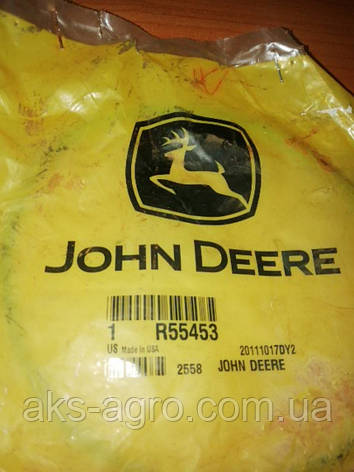 JOHN DEERE
1 R55453
US Made in USA 20111017DY2
2558 JOHN DEERE
aks-agro.com.ua